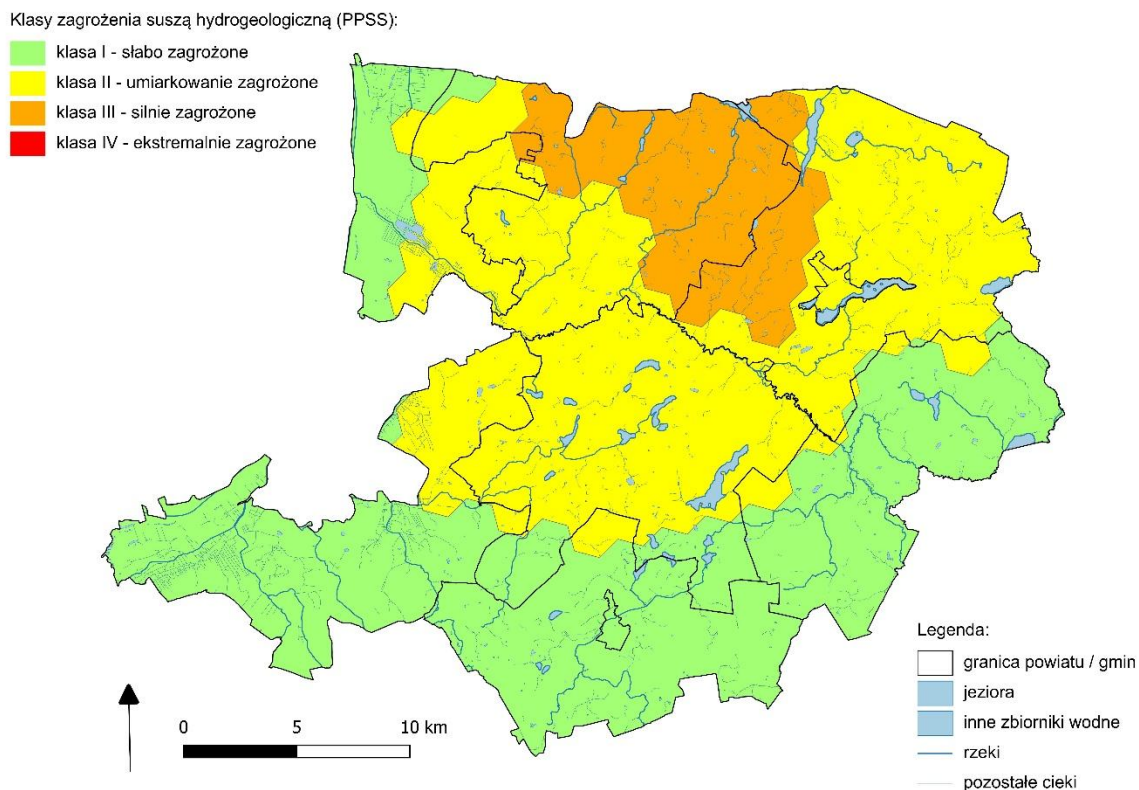 Klasy zagrożenia suszą hydrogeologiczną (PPSS):
klasa I - słabo zagrożone
klasa II - umiarkowanie zagrożone
klasa III - silnie zagrożone
klasa IV - ekstremalnie zagrożone
0 5 10 km
Legenda:
granica powiatu / gmin
jeziora
inne zbiorniki wodne
rzeki
pozostałe cieki